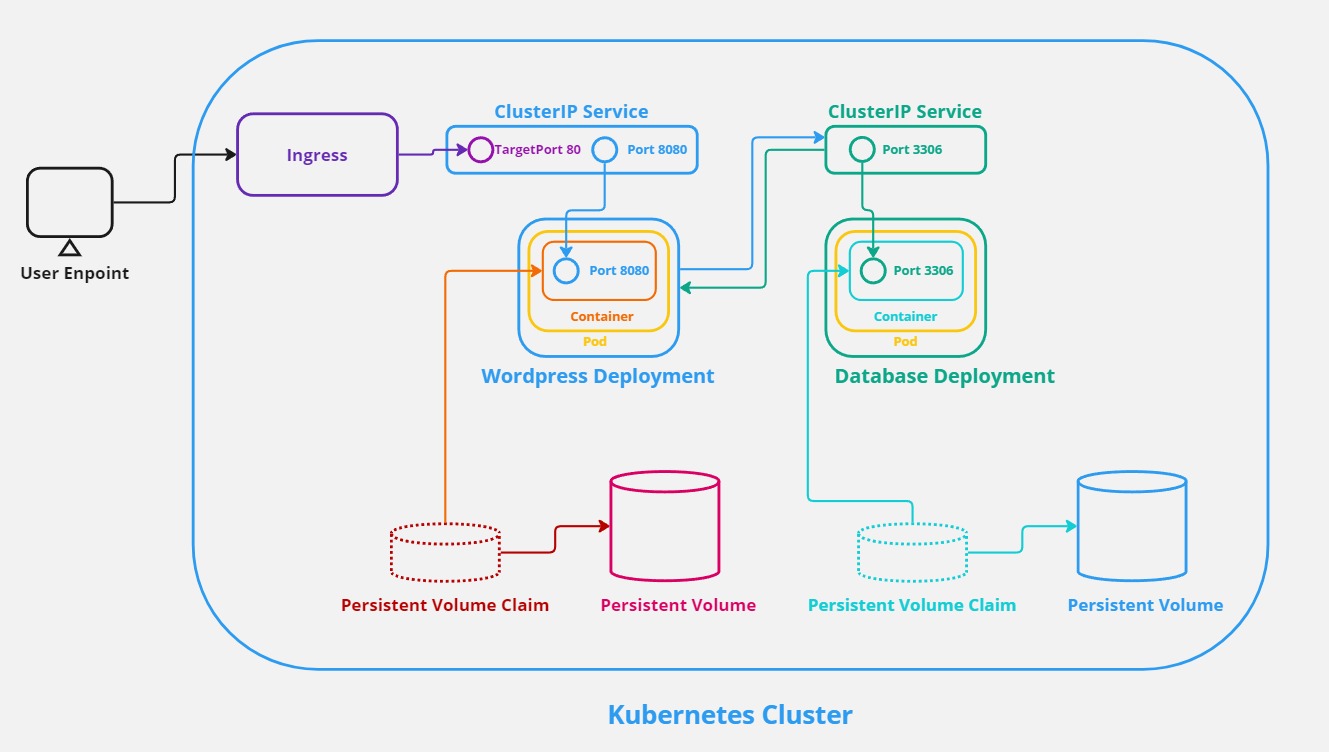 ClusterIP Service
ClusterIP Service
Ingress
TargetPort 80
Port 8080
Port 3306
User Enpoint
Port 8080
Port 3306
Container
Container
Pod
Pod
Wordpress Deployment
Database Deployment
Persistent Volume Claim
Persistent Volume
Persistent Volume Claim
Persistent Volume
Kubernetes Cluster